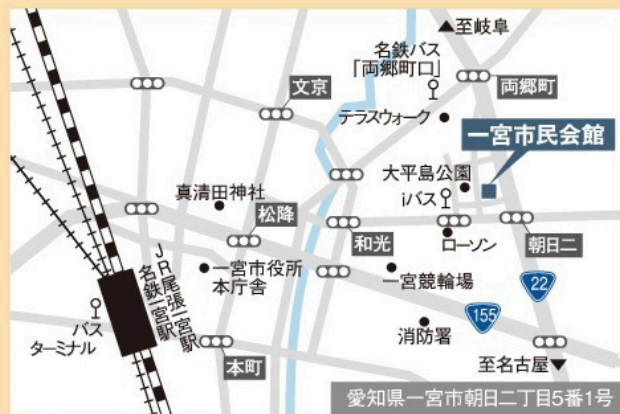 至岐阜
名鉄バス
「両郷町口」
文京
両郷町
テラスウォーク
一宮市民会館
大平島公園
iバス
真清田神社
松降
和光
ローソン
朝日二
一宮市役所
本庁舎
一宮競輪場
22
155
JR尾張一宮駅
名鉄一宮駅
バス
ターミナル
消防署
本町
至名古屋
愛知県一宮市朝日二丁目5番1号